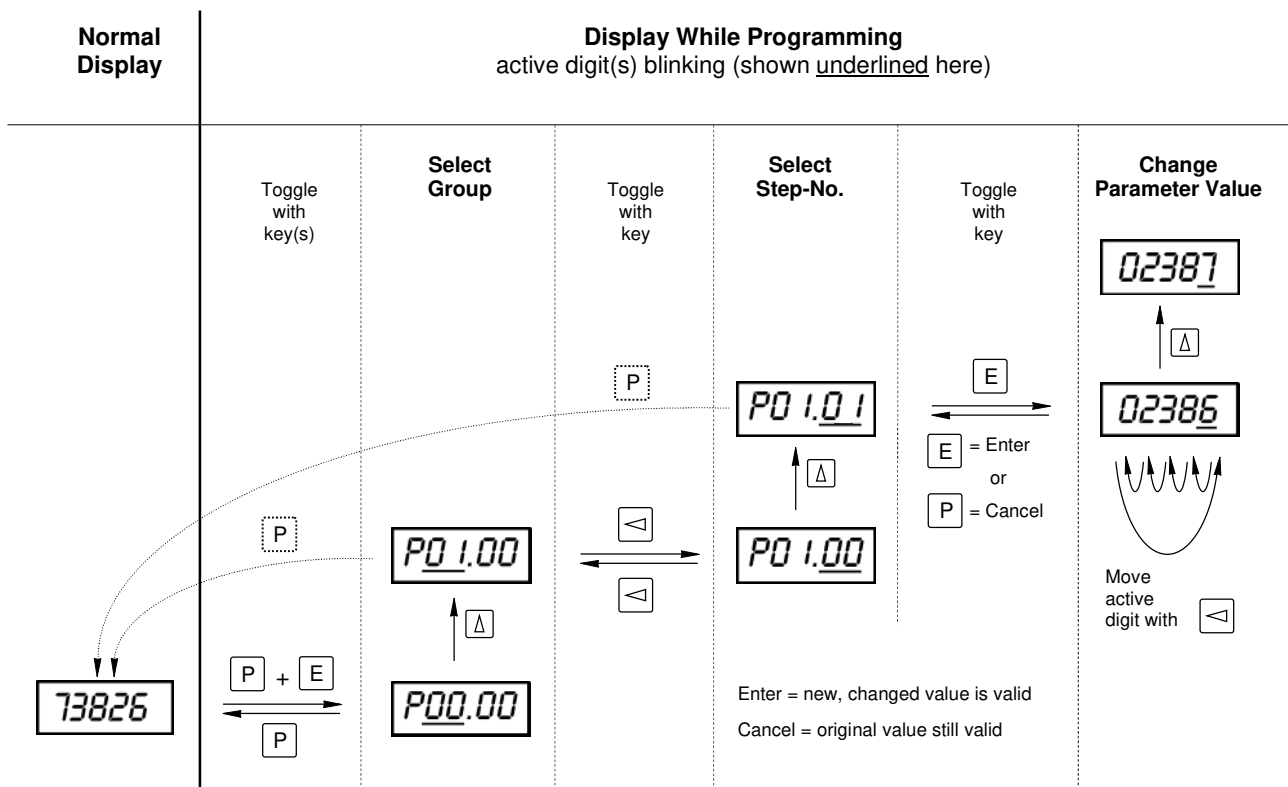 Normal
Display
Display While Programming
active digit(s) blinking (shown underlined here)
Toggle
with
key(s)
Select
Group
Toggle
with
key
Select
Step-No.
Toggle
with
key
Change
Parameter Value
02387
Δ
P
P01.01
E
02386
E = Enter
or
P = Cancel
Δ
P
P01.00
P01.00
Move
active
digit with
Δ
P + E
73826
P00.00
P
Enter = new, changed value is valid
Cancel = original value still valid